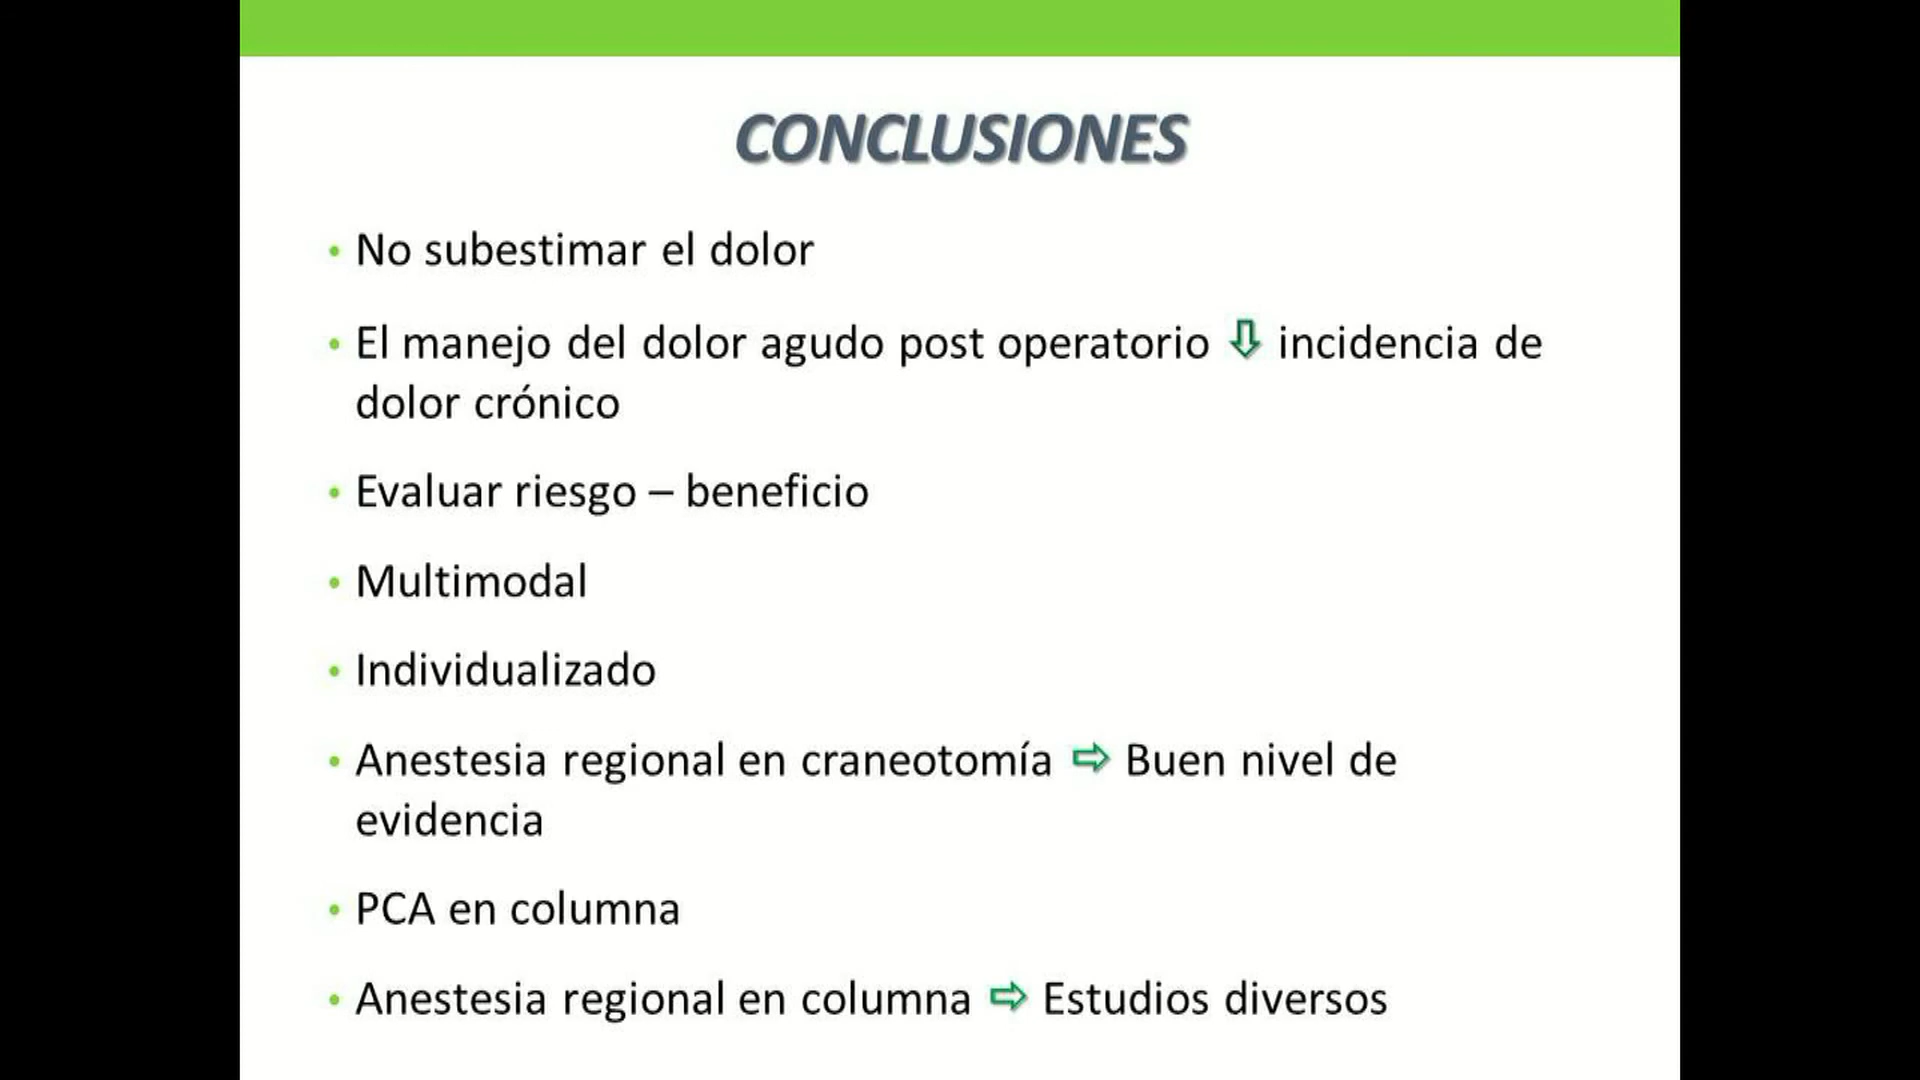 CONCLUSIONES
• No subestimar el dolor
• El manejo del dolor agudo post operatorio ⇩ incidencia de
dolor crónico
• Evaluar riesgo – beneficio
• Multimodal
• Individualizado
• Anestesia regional en craneotomía ⇨ Buen nivel de
evidencia
• PCA en columna
• Anestesia regional en columna ⇨ Estudios diversos